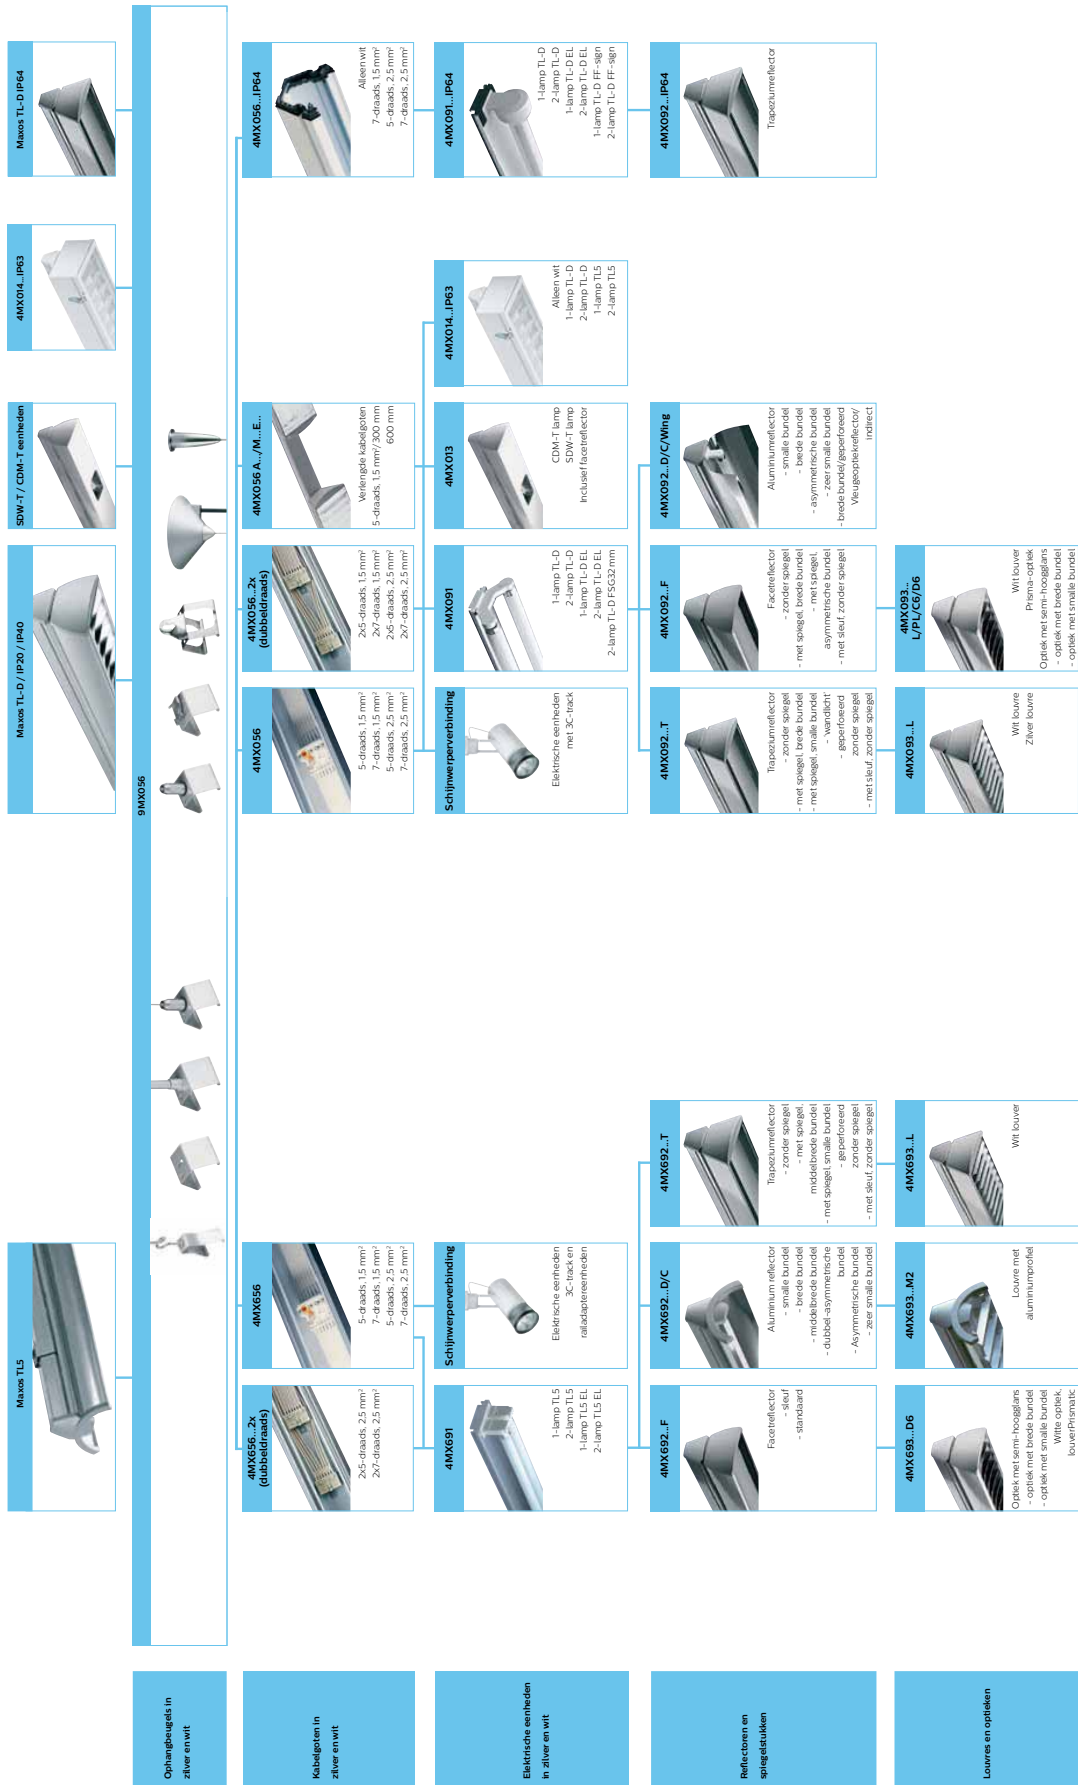 Maxos TL5
Maxos TL-D / IP20 / IP40
SDW-T / CDM-T eenheden
4MX014...IP63
Maxos TL-D IP64
Ophangbeugels in
zilver en wit
9MX056
Kabelgoten in
zilver en wit
4MX656...2x
(dubbeldraads)
2x5-draads, 2,5 mm²
2x7-draads, 2,5 mm²
4MX656
5-draads, 1,5 mm²
7-draads, 1,5 mm²
5-draads, 2,5 mm²
7-draads, 2,5 mm²
4MX056
5-draads, 1,5 mm²
7-draads, 1,5 mm²
5-draads, 2,5 mm²
7-draads, 2,5 mm²
4MX056...2x
(dubbeldraads)
2x5-draads, 1,5 mm²
2x7-draads, 1,5 mm²
2x5-draads, 2,5 mm²
2x7-draads, 2,5 mm²
4MX056 A.../M...E...
Verlengde kabelgoten
5-draads, 1,5 mm²/ 300 mm
600 mm
4MX056...IP64
Alleen wit
7-draads, 1,5 mm²
5-draads, 2,5 mm²
7-draads, 2,5 mm²
Elektrische eenheden
in zilver en wit
4MX691
1-lamp TL5
2-lamp TL5
1-lamp TL5 EL
2-lamp TL5 EL
Schijnwerperverbinding
Elektrische eenheden
3C-track en
railadaptereenheden
Schijnwerperverbinding
Elektrische eenheden
met 3C-track
4MX091
1-lamp TL-D
2-lamp TL-D
1-lamp TL-D EL
2-lamp TL-D EL
2-lamp TL-D FSG32 mm
4MX013
CDM-T lamp
SDW-T lamp
Inclusief facetreflector
4MX014...IP63
Alleen wit
1-lamp TL-D
2-lamp TL-D
1-lamp TL5
2-lamp TL5
4MX091...IP64
1-lamp TL-D
2-lamp TL-D
1-lamp TL-D EL
2-lamp TL-D EL
1-lamp TL-D FF-sign
2-lamp TL-D FF-sign
Reflectoren en
spiegelstukken
4MX692...F
Facetreflector
- sleuf
- standaard
4MX692...D/C
Aluminium reflector
- smalle bundel
- brede bundel
- middelbrede bundel
- dubbel-asymmetrische
bundel
- Asymmetrische bundel
- zeer smalle bundel
4MX692...T
Trapeziumreflector
- zonder spiegel
- met spiegel,
middelbrede bundel
- met spiegel, smalle bundel
- geperforeerd
zonder spiegel
- met sleuf, zonder spiegel
4MX092...T
Trapeziumreflector
- zonder spiegel
- met spiegel, brede bundel
- met spiegel, smalle bundel
- 'wandlicht'
- geperforeerd
zonder spiegel
- met sleuf, zonder spiegel
4MX092...F
Facetreflector
- zonder spiegel
- met spiegel, brede bundel
- met spiegel,
asymmetrische bundel
- met sleuf, zonder spiegel
4MX092...D/C/Wing
Aluminiumreflector
- smalle bundel
- brede bundel
- asymmetrische bundel
- zeer smalle bundel
- brede bundel/geperforeerd
Vleugeoptiekreflector/
Indirect
4MX092...IP64
Trapeziumreflector
Louvres en optieken
4MX693...D6
Optiek met semi-hoogglans
- optiek met brede bundel
- optiek met smalle bundel
Witte optiek,
louverPrismatic
4MX693...M2
Louvre met
aluminiumprofiel
4MX693...L
Wit louver
4MX093...L
Wit louvre
Zilver louvre
4MX093...
L/PL/C6/D6
Wit louver
Prisma-optiek
Optiek met semi-hoogglans
- optiek met brede bundel
- optiek met smalle bundel